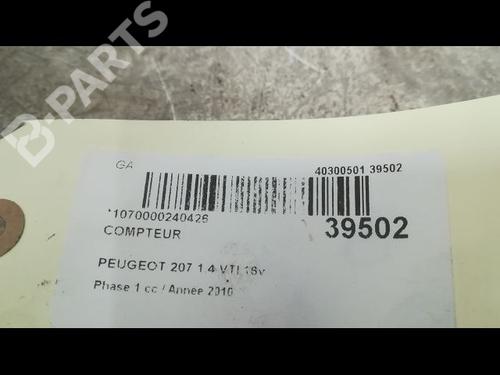 B-PARTS
GA
40300501 39502
*1070000240426
39502
COMPTEUR
PEUGEOT 207 1.4 VTI 16v
Phase 1 cc / Annee 2010